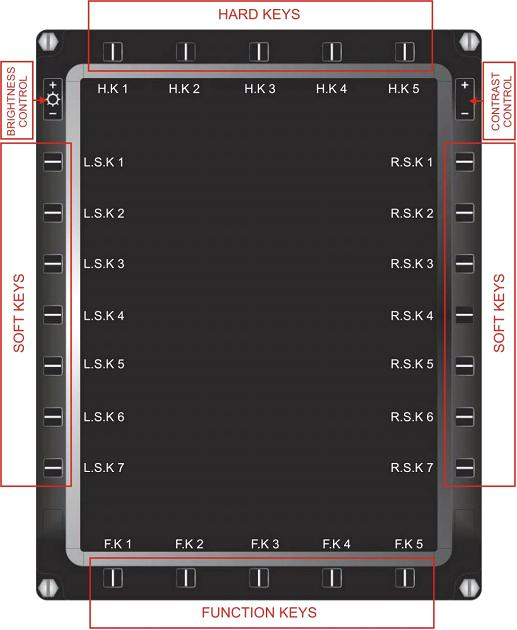 HARD KEYS
H.K 1 H.K 2 H.K 3 H.K 4 H.K 5
BRIGHTNESS
CONTROL
+
−
CONTRAST
CONTROL
+
−
L.S.K 1 R.S.K 1
L.S.K 2 R.S.K 2
L.S.K 3 R.S.K 3
L.S.K 4 R.S.K 4
L.S.K 5 R.S.K 5
L.S.K 6 R.S.K 6
L.S.K 7 R.S.K 7
SOFT KEYS
SOFT KEYS
F.K 1 F.K 2 F.K 3 F.K 4 F.K 5
FUNCTION KEYS